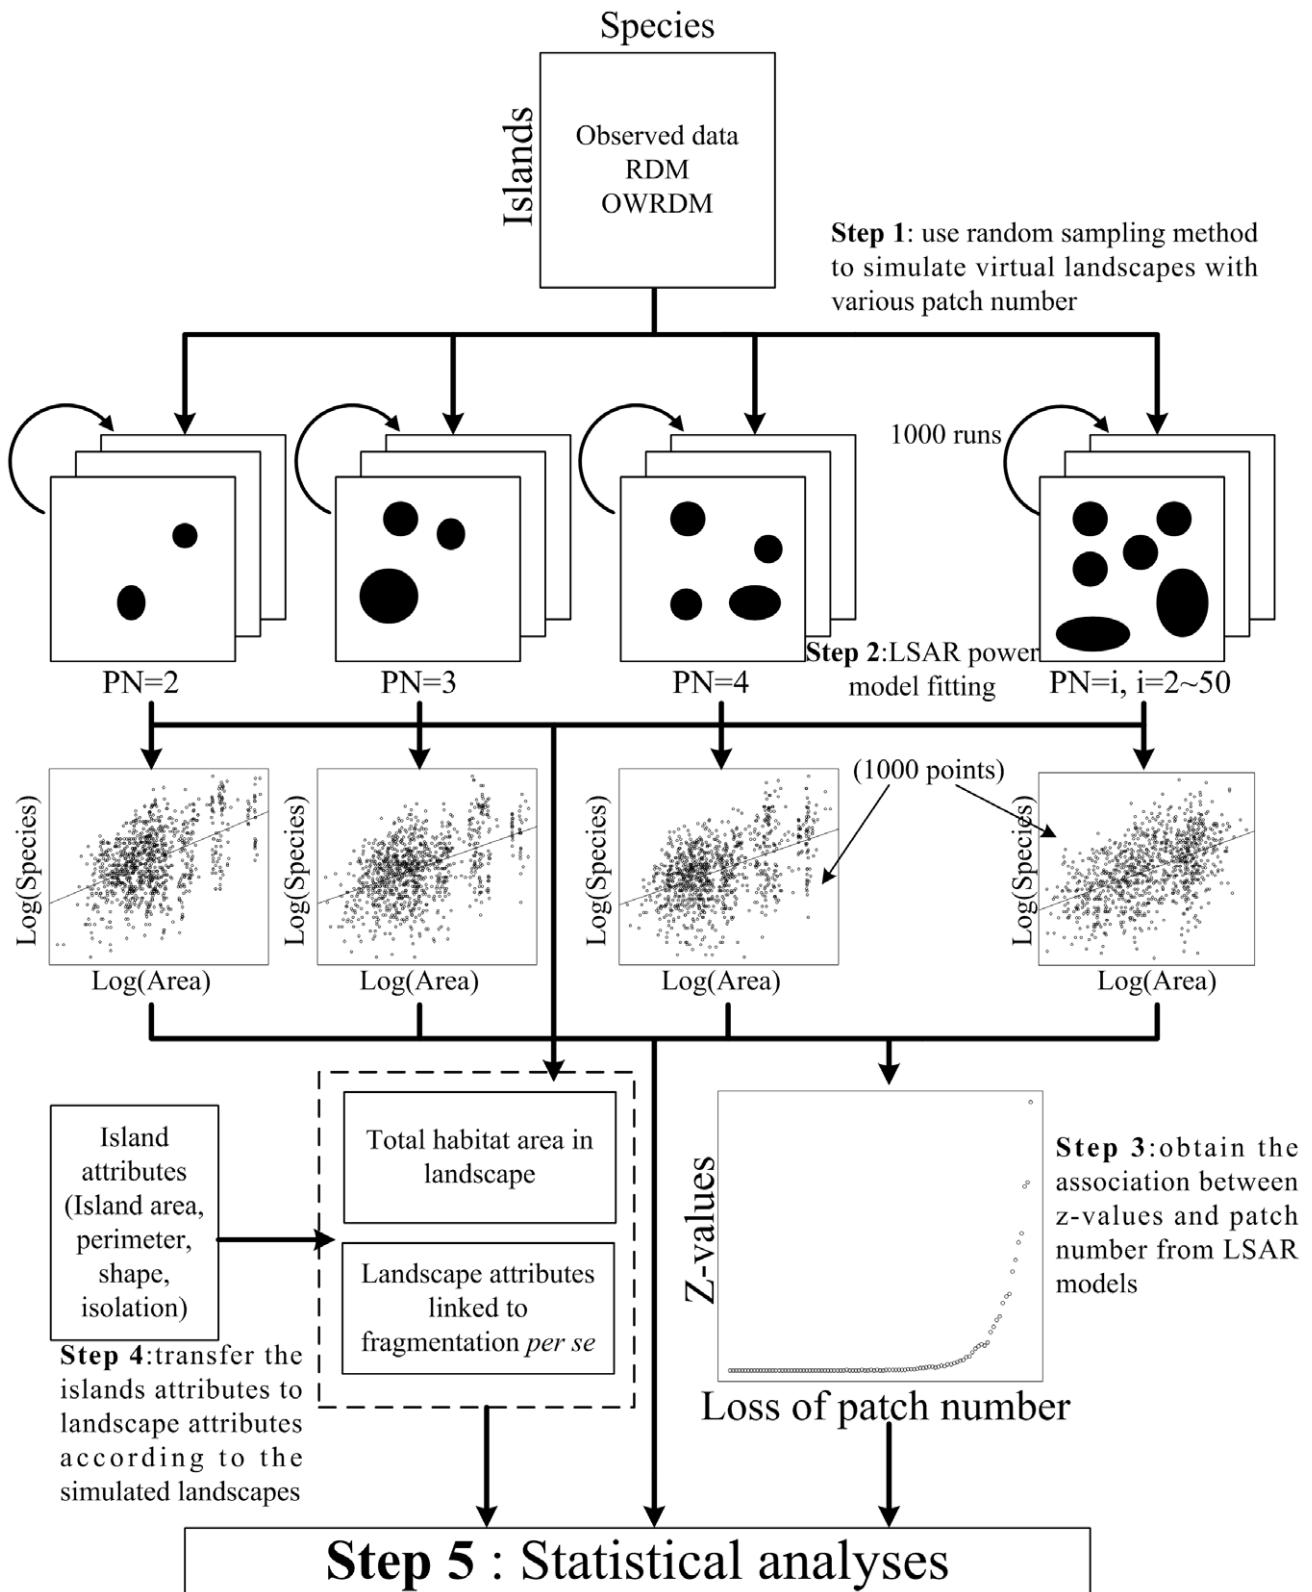 Species
Islands
Observed data
RDM
OWRDM
Step 1: use random sampling method
to simulate virtual landscapes with
various patch number
1000 runs
PN=2
PN=3
PN=4
PN=i, i=2~50
Step 2:LSAR power
model fitting
(1000 points)
Log(Species)
Log(Area)
Log(Species)
Log(Area)
Log(Species)
Log(Area)
Log(Species)
Log(Area)
Island
attributes
(Island area,
perimeter,
shape,
isolation)
Total habitat area in
landscape
Landscape attributes
linked to
fragmentation per se
Z-values
Loss of patch number
Step 3:obtain the
association between
z-values and patch
number from LSAR
models
Step 4:transfer the
islands attributes to
landscape attributes
according to the
simulated landscapes
Step 5 : Statistical analyses